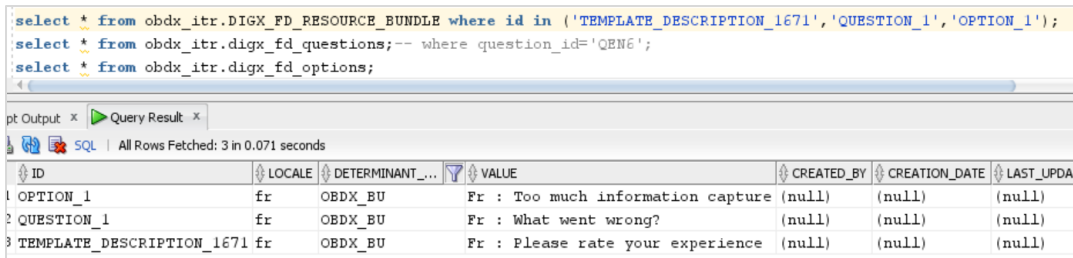 select * from obdx_itr.DIGX_FD_RESOURCE_BUNDLE where id in ('TEMPLATE_DESCRIPTION_1671','QUESTION_1','OPTION_1');
select * from obdx_itr.digx_fd_questions;-- where question_id='QEN6';
select * from obdx_itr.digx_fd_options;
pt Output x Query Result x
SQL | All Rows Fetched: 3 in 0.071 seconds
ID LOCALE DETERMINANT_... VALUE CREATED_BY CREATION_DATE LAST_UPDA
1 OPTION_1 fr OBDX_BU Fr : Too much information capture (null) (null) (null)
2 QUESTION_1 fr OBDX_BU Fr : What went wrong? (null) (null) (null)
3 TEMPLATE_DESCRIPTION_1671 fr OBDX_BU Fr : Please rate your experience (null) (null) (null)